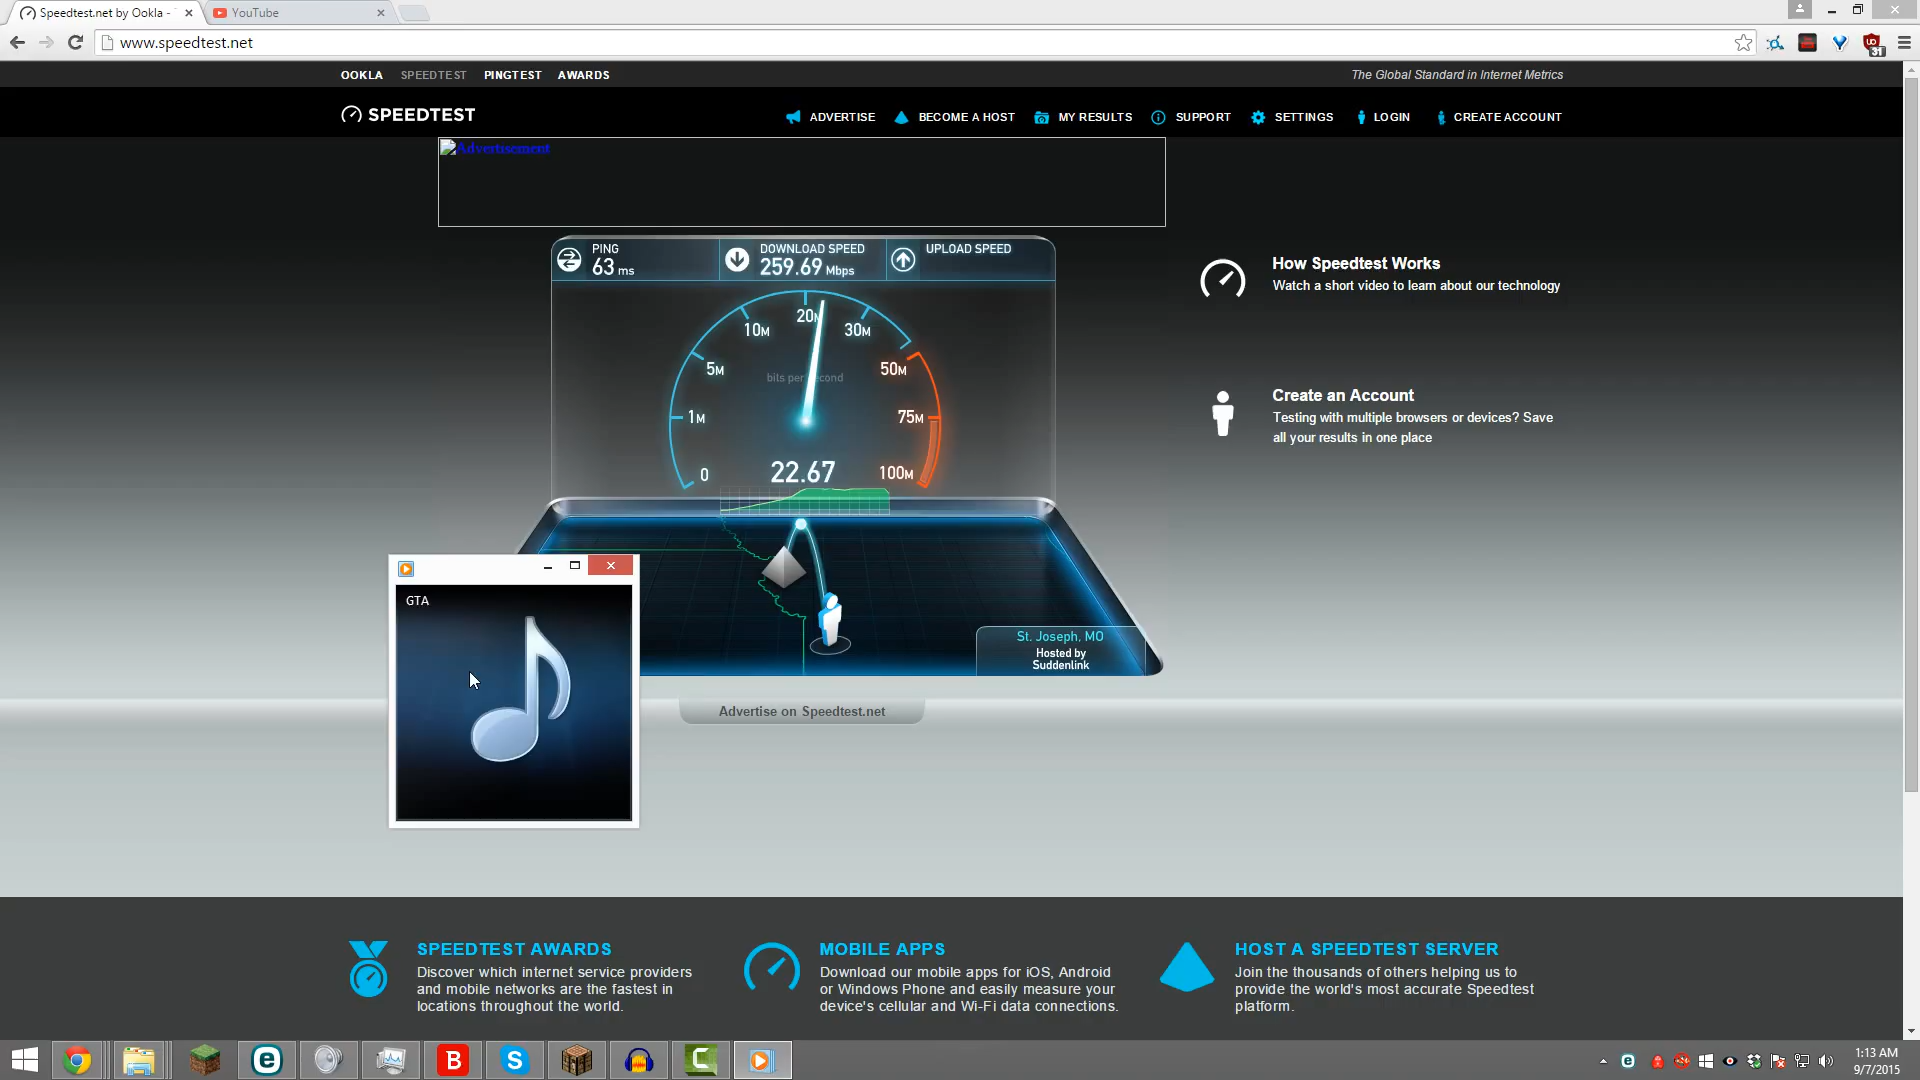 Speedtest.net by Ookla -
YouTube
www.speedtest.net
OOKLA SPEEDTEST PINGTEST AWARDS
The Global Standard in Internet Metrics
SPEEDTEST
ADVERTISE BECOME A HOST MY RESULTS SUPPORT SETTINGS LOGIN CREATE ACCOUNT
Advertisement
PING
63 ms
DOWNLOAD SPEED
259.69 Mbps
UPLOAD SPEED
0
1M
5M
10M
20M
30M
50M
75M
100M
bits per second
22.67
St. Joseph, MO
Hosted by
Suddenlink
Advertise on Speedtest.net
How Speedtest Works
Watch a short video to learn about our technology
Create an Account
Testing with multiple browsers or devices? Save
all your results in one place
GTA
SPEEDTEST AWARDS
Discover which internet service providers
and mobile networks are the fastest in
locations throughout the world.
MOBILE APPS
Download our mobile apps for iOS, Android
or Windows Phone and easily measure your
device's cellular and Wi-Fi data connections.
HOST A SPEEDTEST SERVER
Join the thousands of others helping us to
provide the world's most accurate Speedtest
platform.
1:13 AM
9/7/2015